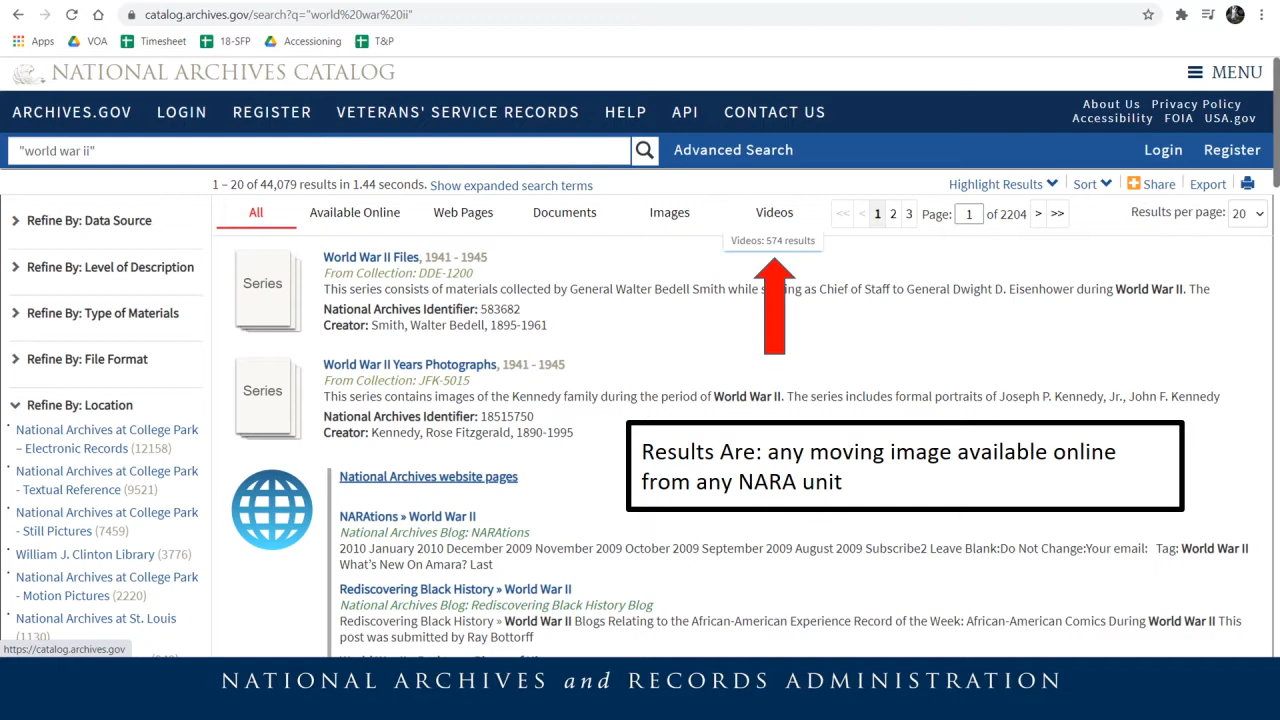 catalog.archives.gov/search?q="world%20war%20ii"
Apps VOA Timesheet 18-SFP Accessioning T&P
NATIONAL ARCHIVES CATALOG
MENU
ARCHIVES.GOV LOGIN REGISTER VETERANS' SERVICE RECORDS HELP API CONTACT US
About Us Privacy Policy
Accessibility FOIA USA.gov
"world war ii"
Advanced Search
Login Register
1 – 20 of 44,079 results in 1.44 seconds. Show expanded search terms
Highlight Results Sort Share Export
All Available Online Web Pages Documents Images Videos
<< < 1 2 3 Page: 1 of 2204 > >>
Results per page: 20
Videos: 574 results
Refine By: Data Source
Refine By: Level of Description
Refine By: Type of Materials
Refine By: File Format
Refine By: Location
National Archives at College Park
– Electronic Records (12158)
National Archives at College Park
- Textual Reference (9521)
National Archives at College Park
- Still Pictures (7459)
William J. Clinton Library (3776)
National Archives at College Park
- Motion Pictures (2220)
National Archives at St. Louis
(1130)
https://catalog.archives.gov
Series
World War II Files, 1941 - 1945
From Collection: DDE-1200
This series consists of materials collected by General Walter Bedell Smith while as Chief of Staff to General Dwight D. Eisenhower during World War II. The
National Archives Identifier: 583682
Creator: Smith, Walter Bedell, 1895-1961
Series
World War II Years Photographs, 1941 - 1945
From Collection: JFK-5015
This series contains images of the Kennedy family during the period of World War II. The series includes formal portraits of Joseph P. Kennedy, Jr., John F. Kennedy
National Archives Identifier: 18515750
Creator: Kennedy, Rose Fitzgerald, 1890-1995
Results Are: any moving image available online
from any NARA unit
National Archives website pages
NARAtions » World War II
National Archives Blog: NARAtions
2010 January 2010 December 2009 November 2009 October 2009 September 2009 August 2009 Subscribe2 Leave Blank:Do Not Change:Your email: Tag: World War II
What's New On Amara? Last
Rediscovering Black History » World War II
National Archives Blog: Rediscovering Black History Blog
Rediscovering Black History » World War II Blogs Relating to the African-American Experience Record of the Week: African-American Comics During World War II This
post was submitted by Ray Bottorff
NATIONAL ARCHIVES and RECORDS ADMINISTRATION